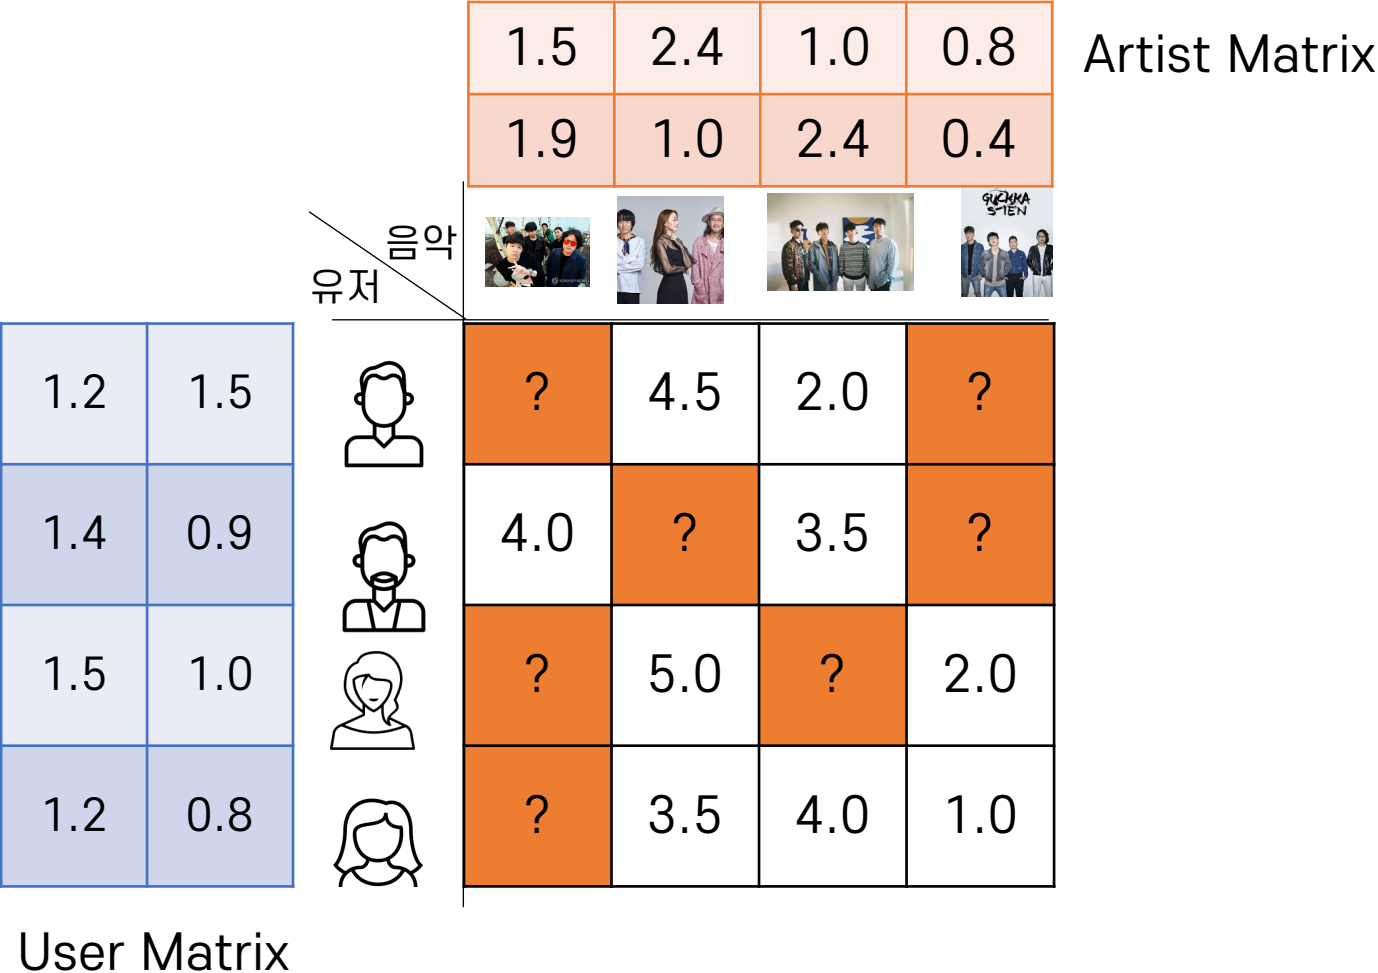 1.5 2.4 1.0 0.8 Artist Matrix
1.9 1.0 2.4 0.4
GUCKKA
S-TEN
음악
유저
1.2 1.5 ? 4.5 2.0 ?
1.4 0.9 4.0 ? 3.5 ?
1.5 1.0 ? 5.0 ? 2.0
1.2 0.8 ? 3.5 4.0 1.0
User Matrix